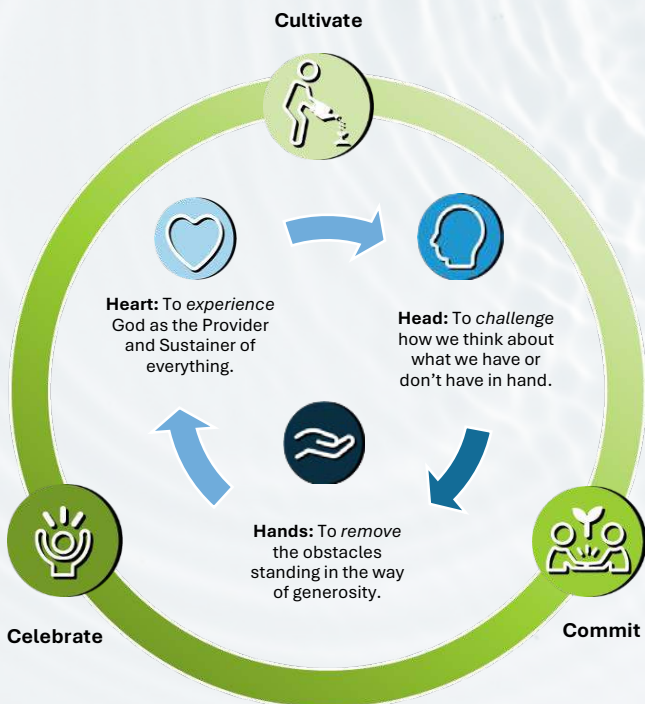 Cultivate
Heart: To experience
God as the Provider
and Sustainer of
everything.
Head: To challenge
how we think about
what we have or
don’t have in hand.
Hands: To remove
the obstacles
standing in the way
of generosity.
Celebrate
Commit